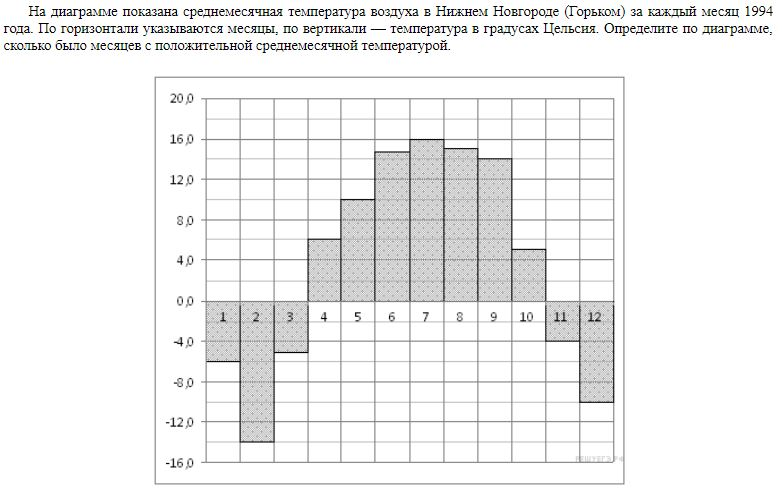 На диаграмме показана среднемесячная температура воздуха в Нижнем Новгороде (Горьком) за каждый месяц 1994
года. По горизонтали указываются месяцы, по вертикали — температура в градусах Цельсия. Определите по диаграмме,
сколько было месяцев с положительной среднемесячной температурой.
20,0
16,0
12,0
8,0
4,0
0,0
1 2 3 4 5 6 7 8 9 10 11 12
-4,0
-8,0
-12,0
-16,0
РЕШУЕГЭ.РФ